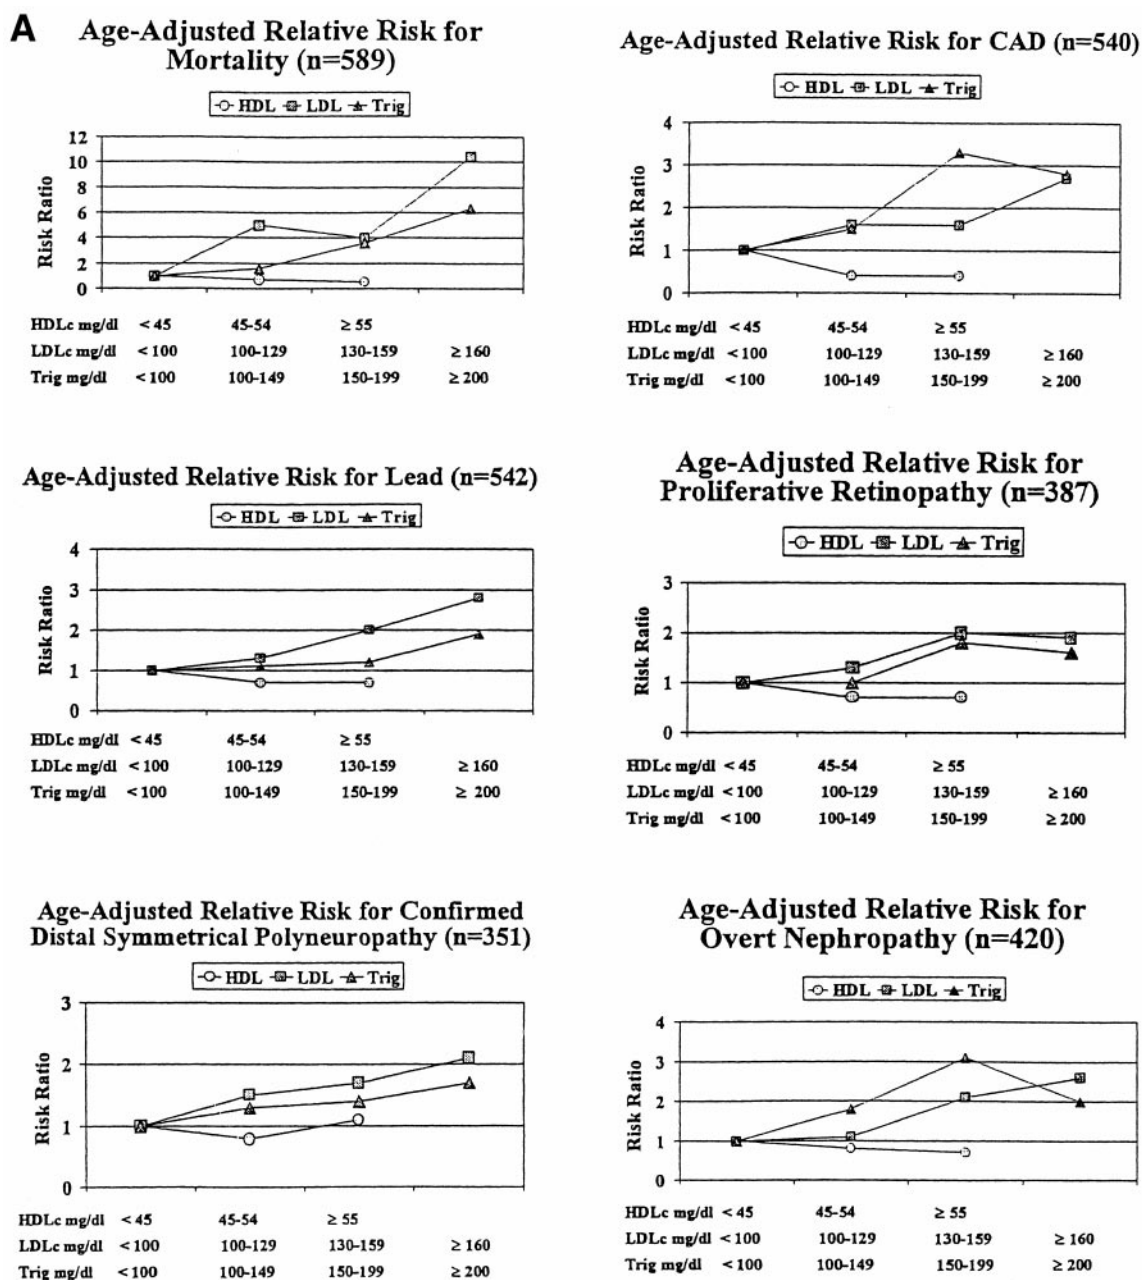 A
Age-Adjusted Relative Risk for
Mortality (n=589)
HDL LDL Trig
12
10
8
6
4
2
0
Risk Ratio
HDLc mg/dl < 45 45-54 ≥ 55
LDLc mg/dl < 100 100-129 130-159 ≥ 160
Trig mg/dl < 100 100-149 150-199 ≥ 200
Age-Adjusted Relative Risk for CAD (n=540)
HDL LDL Trig
4
3
2
1
0
Risk Ratio
HDLc mg/dl < 45 45-54 ≥ 55
LDLc mg/dl < 100 100-129 130-159 ≥ 160
Trig mg/dl < 100 100-149 150-199 ≥ 200
Age-Adjusted Relative Risk for Lead (n=542)
HDL LDL Trig
4
3
2
1
0
Risk Ratio
HDLc mg/dl < 45 45-54 ≥ 55
LDLc mg/dl < 100 100-129 130-159 ≥ 160
Trig mg/dl < 100 100-149 150-199 ≥ 200
Age-Adjusted Relative Risk for
Proliferative Retinopathy (n=387)
HDL LDL Trig
3
2
1
0
Risk Ratio
HDLc mg/dl < 45 45-54 ≥ 55
LDLc mg/dl < 100 100-129 130-159 ≥ 160
Trig mg/dl < 100 100-149 150-199 ≥ 200
Age-Adjusted Relative Risk for Confirmed
Distal Symmetrical Polyneuropathy (n=351)
HDL LDL Trig
3
2
1
0
Risk Ratio
HDLc mg/dl < 45 45-54 ≥ 55
LDLc mg/dl < 100 100-129 130-159 ≥ 160
Trig mg/dl < 100 100-149 150-199 ≥ 200
Age-Adjusted Relative Risk for
Overt Nephropathy (n=420)
HDL LDL Trig
4
3
2
1
0
Risk Ratio
HDLc mg/dl < 45 45-54 ≥ 55
LDLc mg/dl < 100 100-129 130-159 ≥ 160
Trig mg/dl < 100 100-149 150-199 ≥ 200